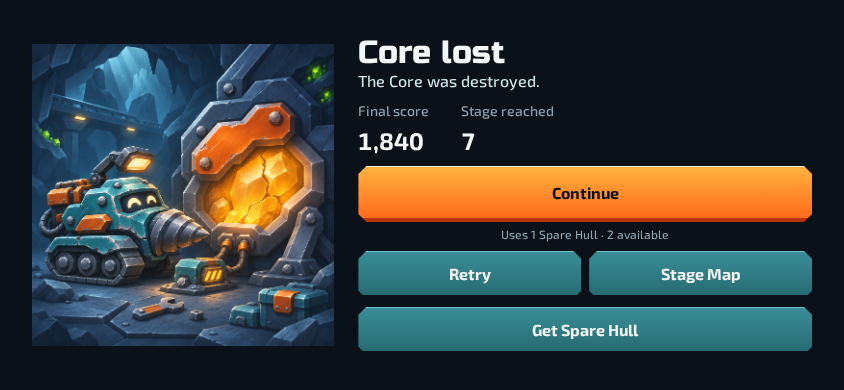 Core lost
The Core was destroyed.
Final score
Stage reached
1,840
7
Continue
Uses 1 Spare Hull · 2 available
Retry
Stage Map
Get Spare Hull